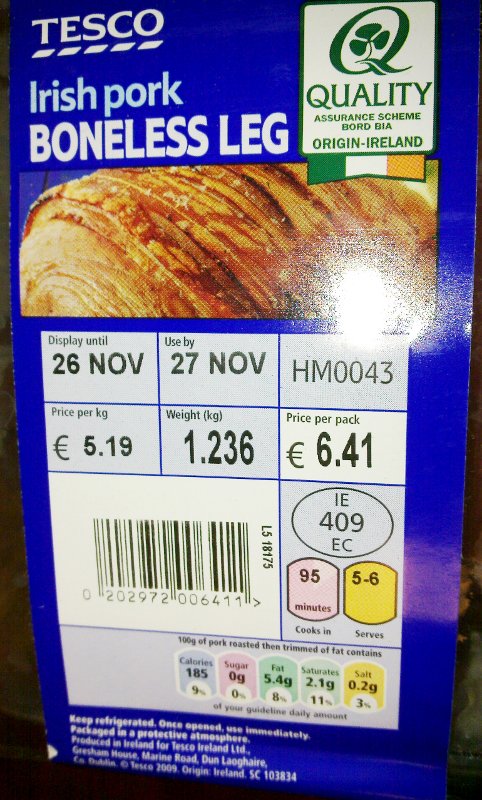 TESCO
Irish pork
BONELESS LEG
Q
QUALITY
ASSURANCE SCHEME
BORD BIA
ORIGIN-IRELAND
Display until
26 NOV
Use by
27 NOV
HM0043
Price per kg
€ 5.19
Weight (kg)
1.236
Price per pack
€ 6.41
IE
409
EC
L5 18175
0 202972 006411 >
95
minutes
Cooks in
5-6
Serves
100g of pork roasted then trimmed of fat contains
Calories
185
9%
Sugar
0g
0%
Fat
5.4g
8%
Saturates
2.1g
11%
Salt
0.2g
3%
of your guideline daily amount
Keep refrigerated. Once opened, use immediately.
Packaged in a protective atmosphere.
Produced in Ireland for Tesco Ireland Ltd.,
Gresham House, Marine Road, Dun Laoghaire,
Co. Dublin. © Tesco 2009. Origin: Ireland. SC 103834